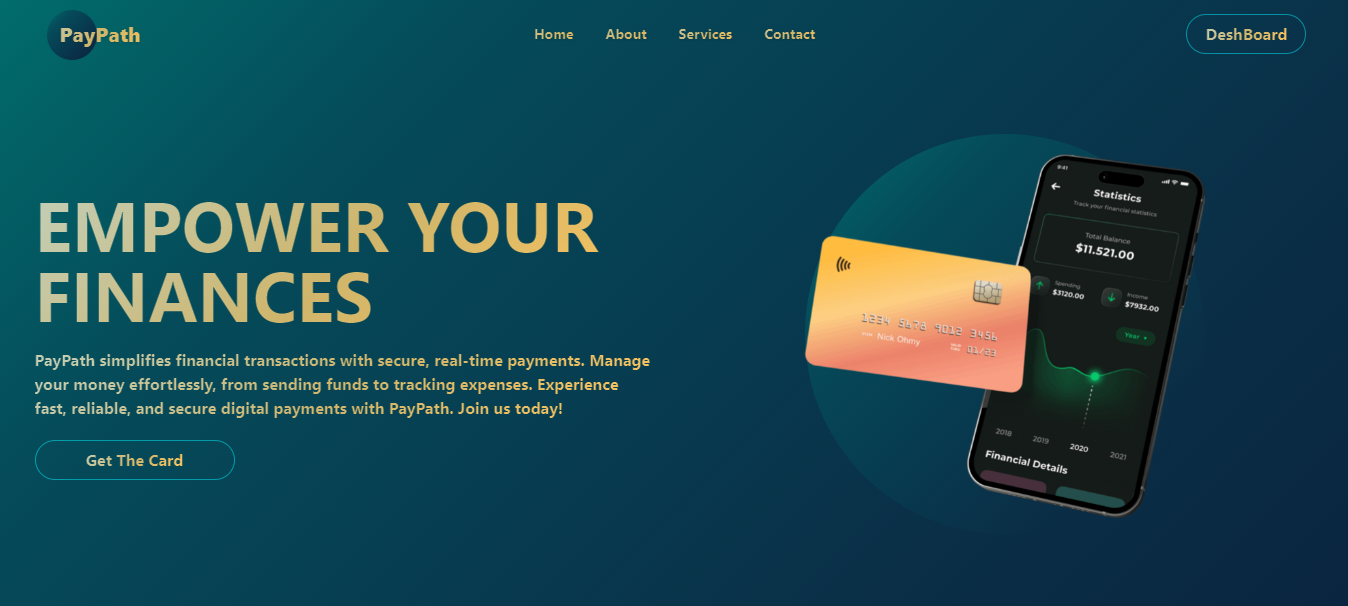 PayPath
Home
About
Services
Contact
DeshBoard
EMPOWER YOUR
FINANCES
PayPath simplifies financial transactions with secure, real-time payments. Manage
your money effortlessly, from sending funds to tracking expenses. Experience
fast, reliable, and secure digital payments with PayPath. Join us today!
Get The Card
1234 5678 9012 3456
Nick Ohmy
01/23
9:41
Statistics
Track your financial statistics
Total Balance
$11.521.00
Spending
$3120.00
Income
$7932.00
Year
2018
2019
2020
2021
Financial Details